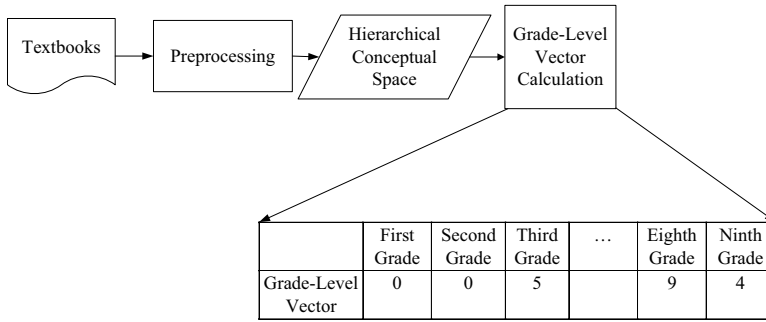 Textbooks
Preprocessing
Hierarchical
Conceptual
Space
Grade-Level
Vector
Calculation
First Grade Second Grade Third Grade … Eighth Grade Ninth Grade
Grade-Level Vector 0 0 5 9 4